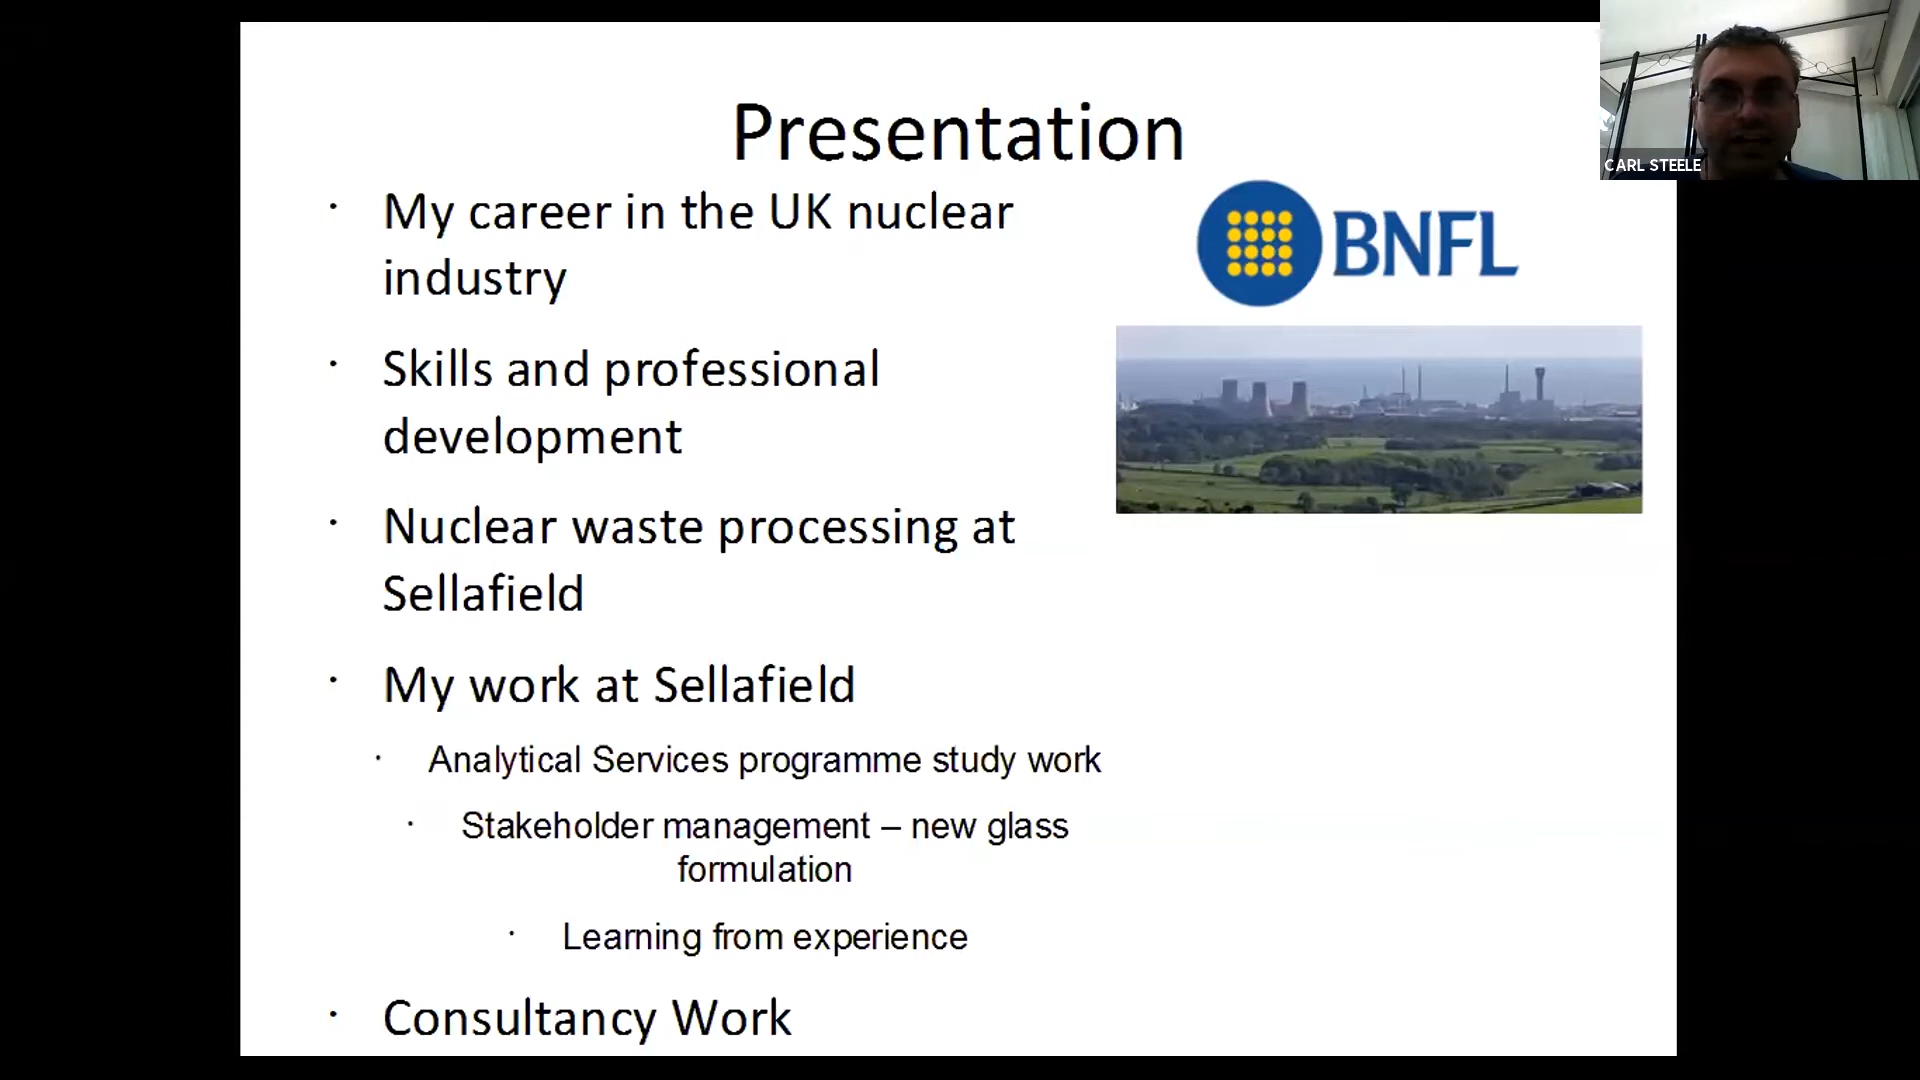 Presentation
• My career in the UK nuclear
industry
• Skills and professional
development
• Nuclear waste processing at
Sellafield
• My work at Sellafield
• Analytical Services programme study work
• Stakeholder management – new glass
formulation
• Learning from experience
• Consultancy Work
BNFL
CARL STEELE